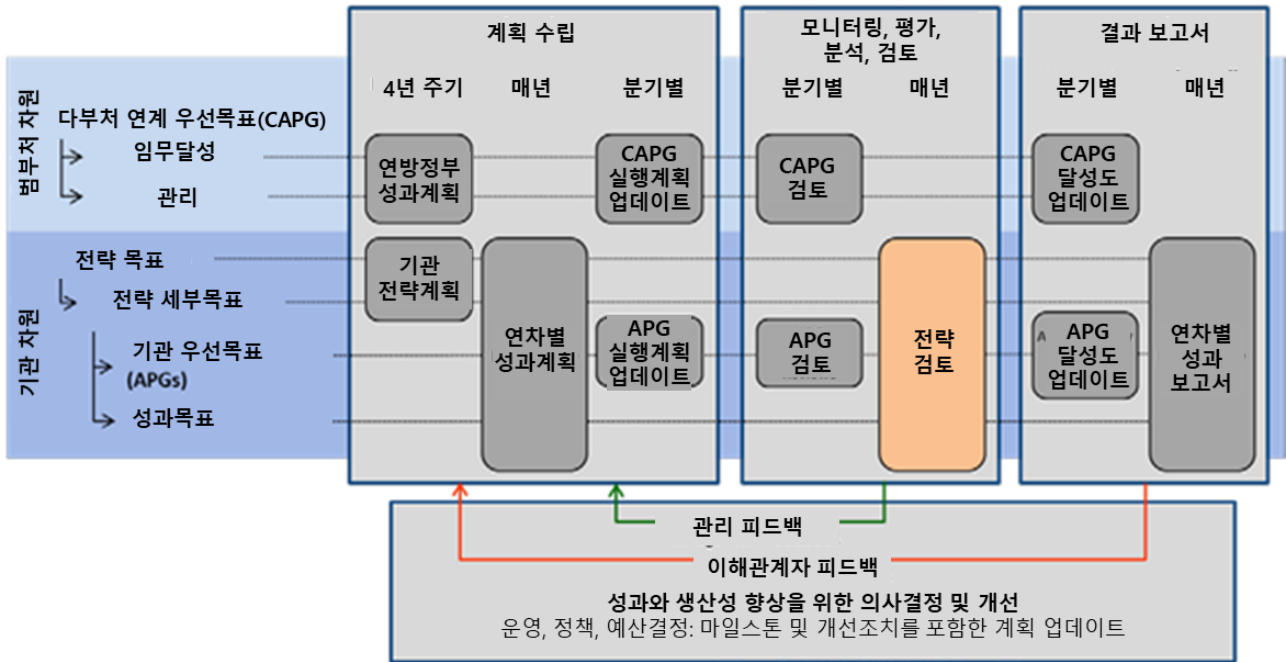 계획 수립
모니터링, 평가,
분석, 검토
결과 보고서
4년 주기
매년
분기별
분기별
매년
분기별
매년
범부처 차원
다부처 연계 우선목표(CAPG)
임무달성
관리
연방정부
성과계획
CAPG
실행계획
업데이트
CAPG
검토
CAPG
달성도
업데이트
기관 차원
전략 목표
전략 세부목표
기관 우선목표
(APGs)
성과목표
기관
전략계획
연차별
성과계획
APG
실행계획
업데이트
APG
검토
전략
검토
APG
달성도
업데이트
연차별
성과
보고서
관리 피드백
이해관계자 피드백
성과와 생산성 향상을 위한 의사결정 및 개선
운영, 정책, 예산결정: 마일스톤 및 개선조치를 포함한 계획 업데이트